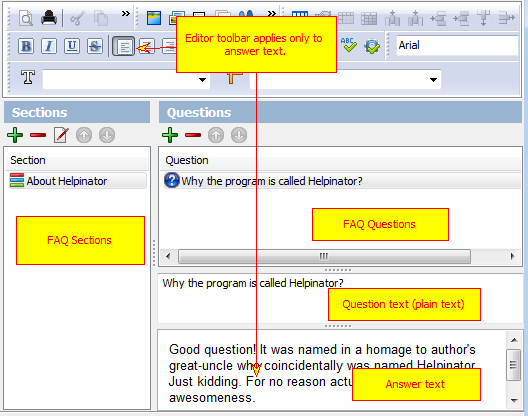 Editor toolbar applies only to
answer text.
B I U S
ABC
Arial
T
Sections
Questions
Section
Question
About Helpinator
Why the program is called Helpinator?
FAQ Sections
FAQ Questions
Why the program is called Helpinator?
Question text (plain text)
Good question! It was named in a homage to author's
great-uncle who coincidentally was named Helpinator.
Just kidding. For no reason
awesomeness.
Answer text